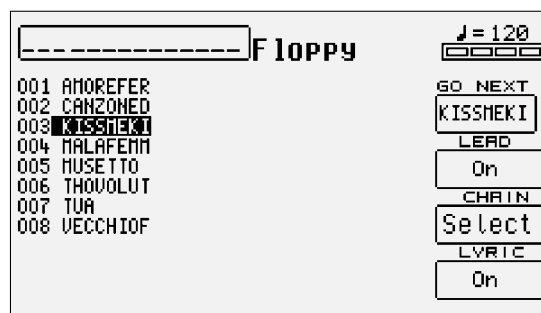 Floppy
♩= 120
001 AMOREFER
002 CANZONED
003 KISSMEKI
004 MALAFEMM
005 MUSETTO
006 THOVOLUT
007 TUA
008 VECCHIOF
GO NEXT
KISSMEKI
LEAD
On
CHAIN
Select
LYRIC
On